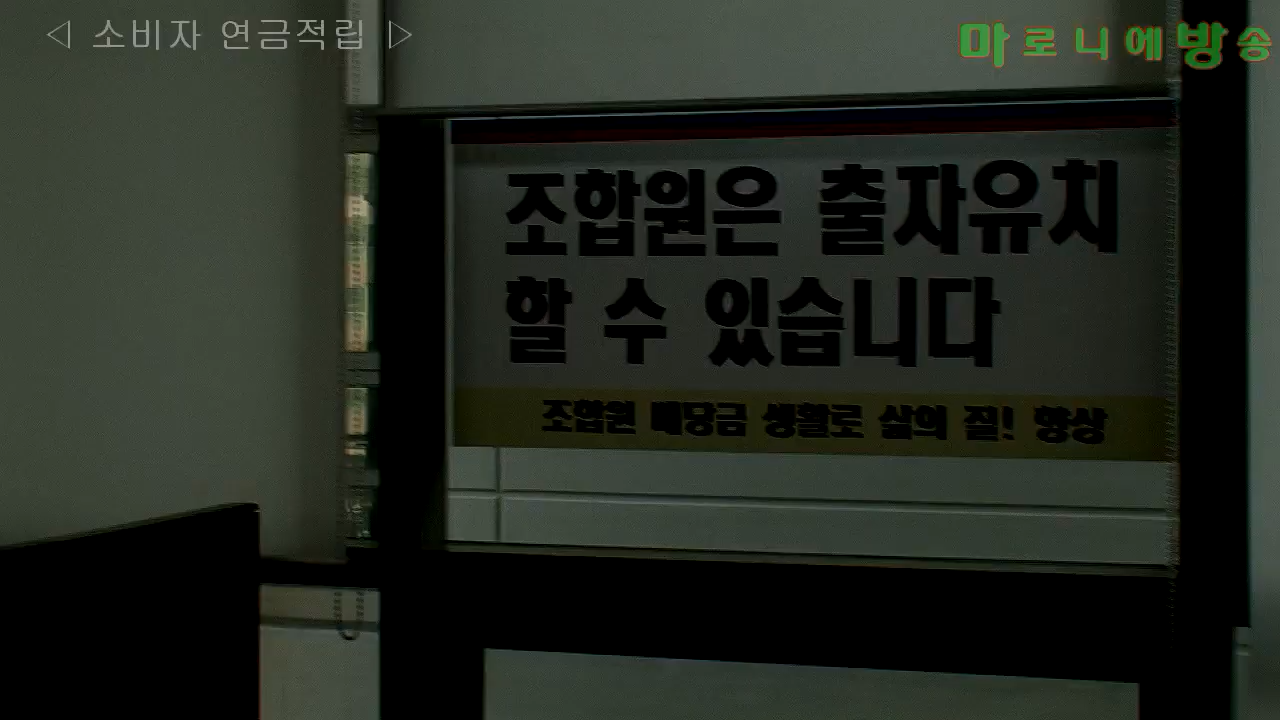 ◁ 소비자 연금적립 ▷
마로니에방송
조합원은 출자유치
할 수 있습니다
조합원 배당금 생활로 삶의 질! 향상